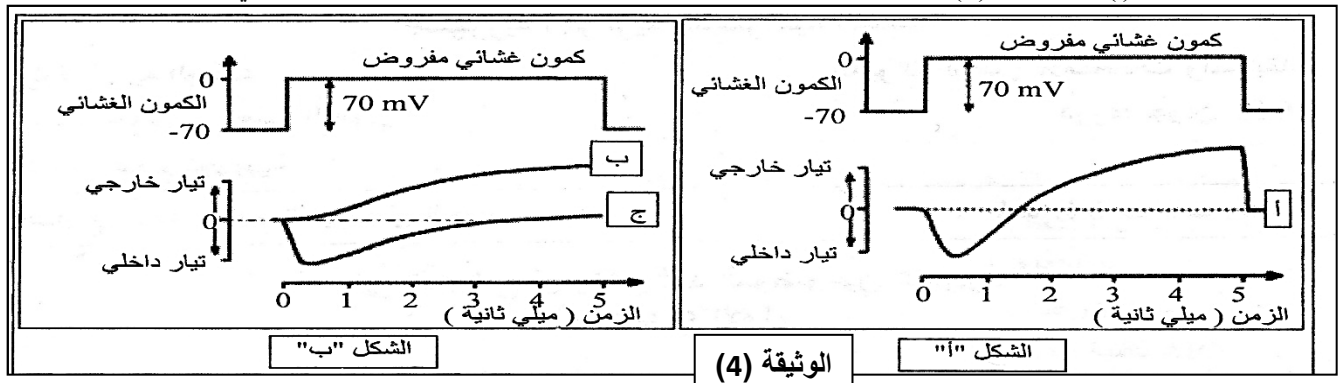 كمون غشائي مفروض
0
70 mV
الكمون الغشائي
-70
تيار خارجي
0
تيار داخلي
أ
0 1 2 3 4 5
الزمن ( ميلي ثانية )
الشكل "أ"
كمون غشائي مفروض
0
70 mV
الكمون الغشائي
-70
ب
تيار خارجي
0
ج
تيار داخلي
0 1 2 3 4 5
الزمن ( ميلي ثانية )
الشكل "ب"
الوثيقة (4)